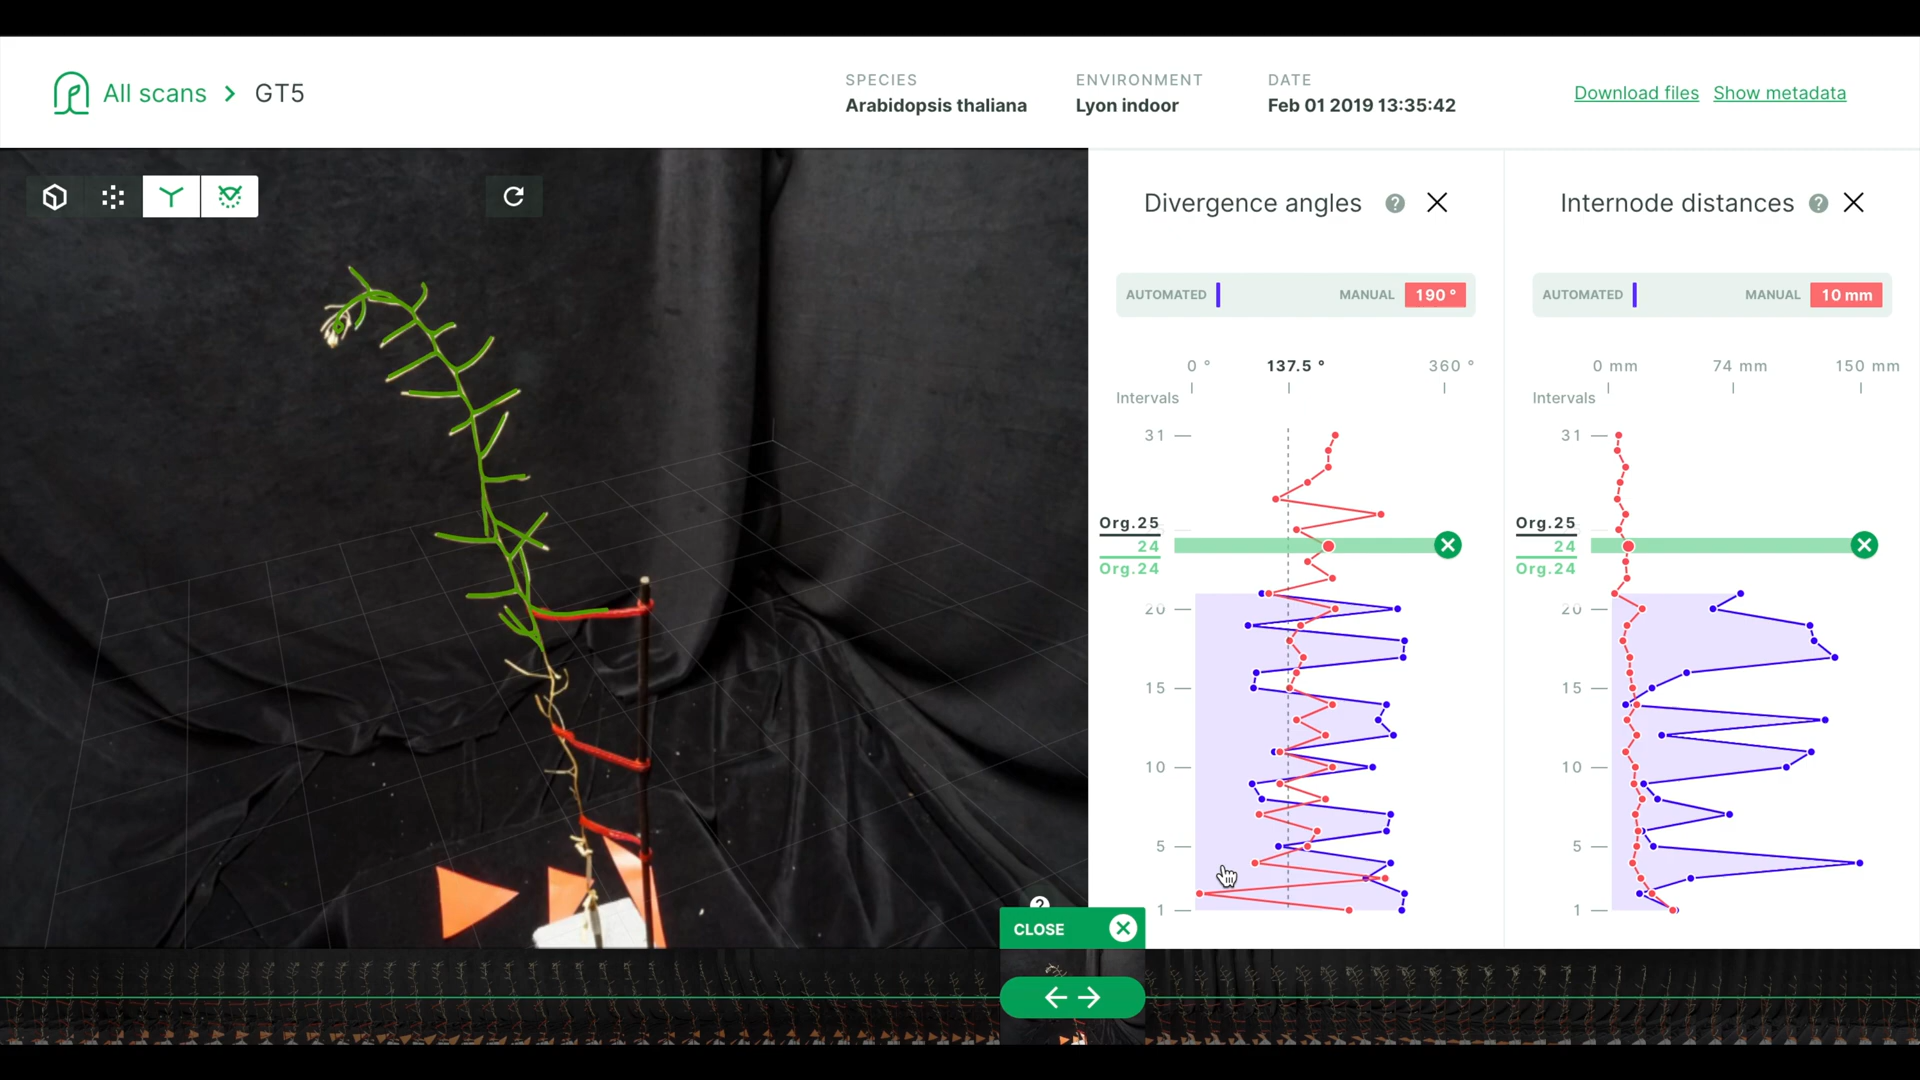 All scans > GT5
SPECIES
Arabidopsis thaliana
ENVIRONMENT
Lyon indoor
DATE
Feb 01 2019 13:35:42
Download files
Show metadata
Divergence angles ?
AUTOMATED
MANUAL 190 °
0 ° 137.5 ° 360 °
Intervals
31
Org.25
24
Org.24
20
15
10
5
1
Internode distances ?
AUTOMATED
MANUAL 10 mm
0 mm 74 mm 150 mm
Intervals
31
Org.25
24
Org.24
20
15
10
5
1
?
CLOSE